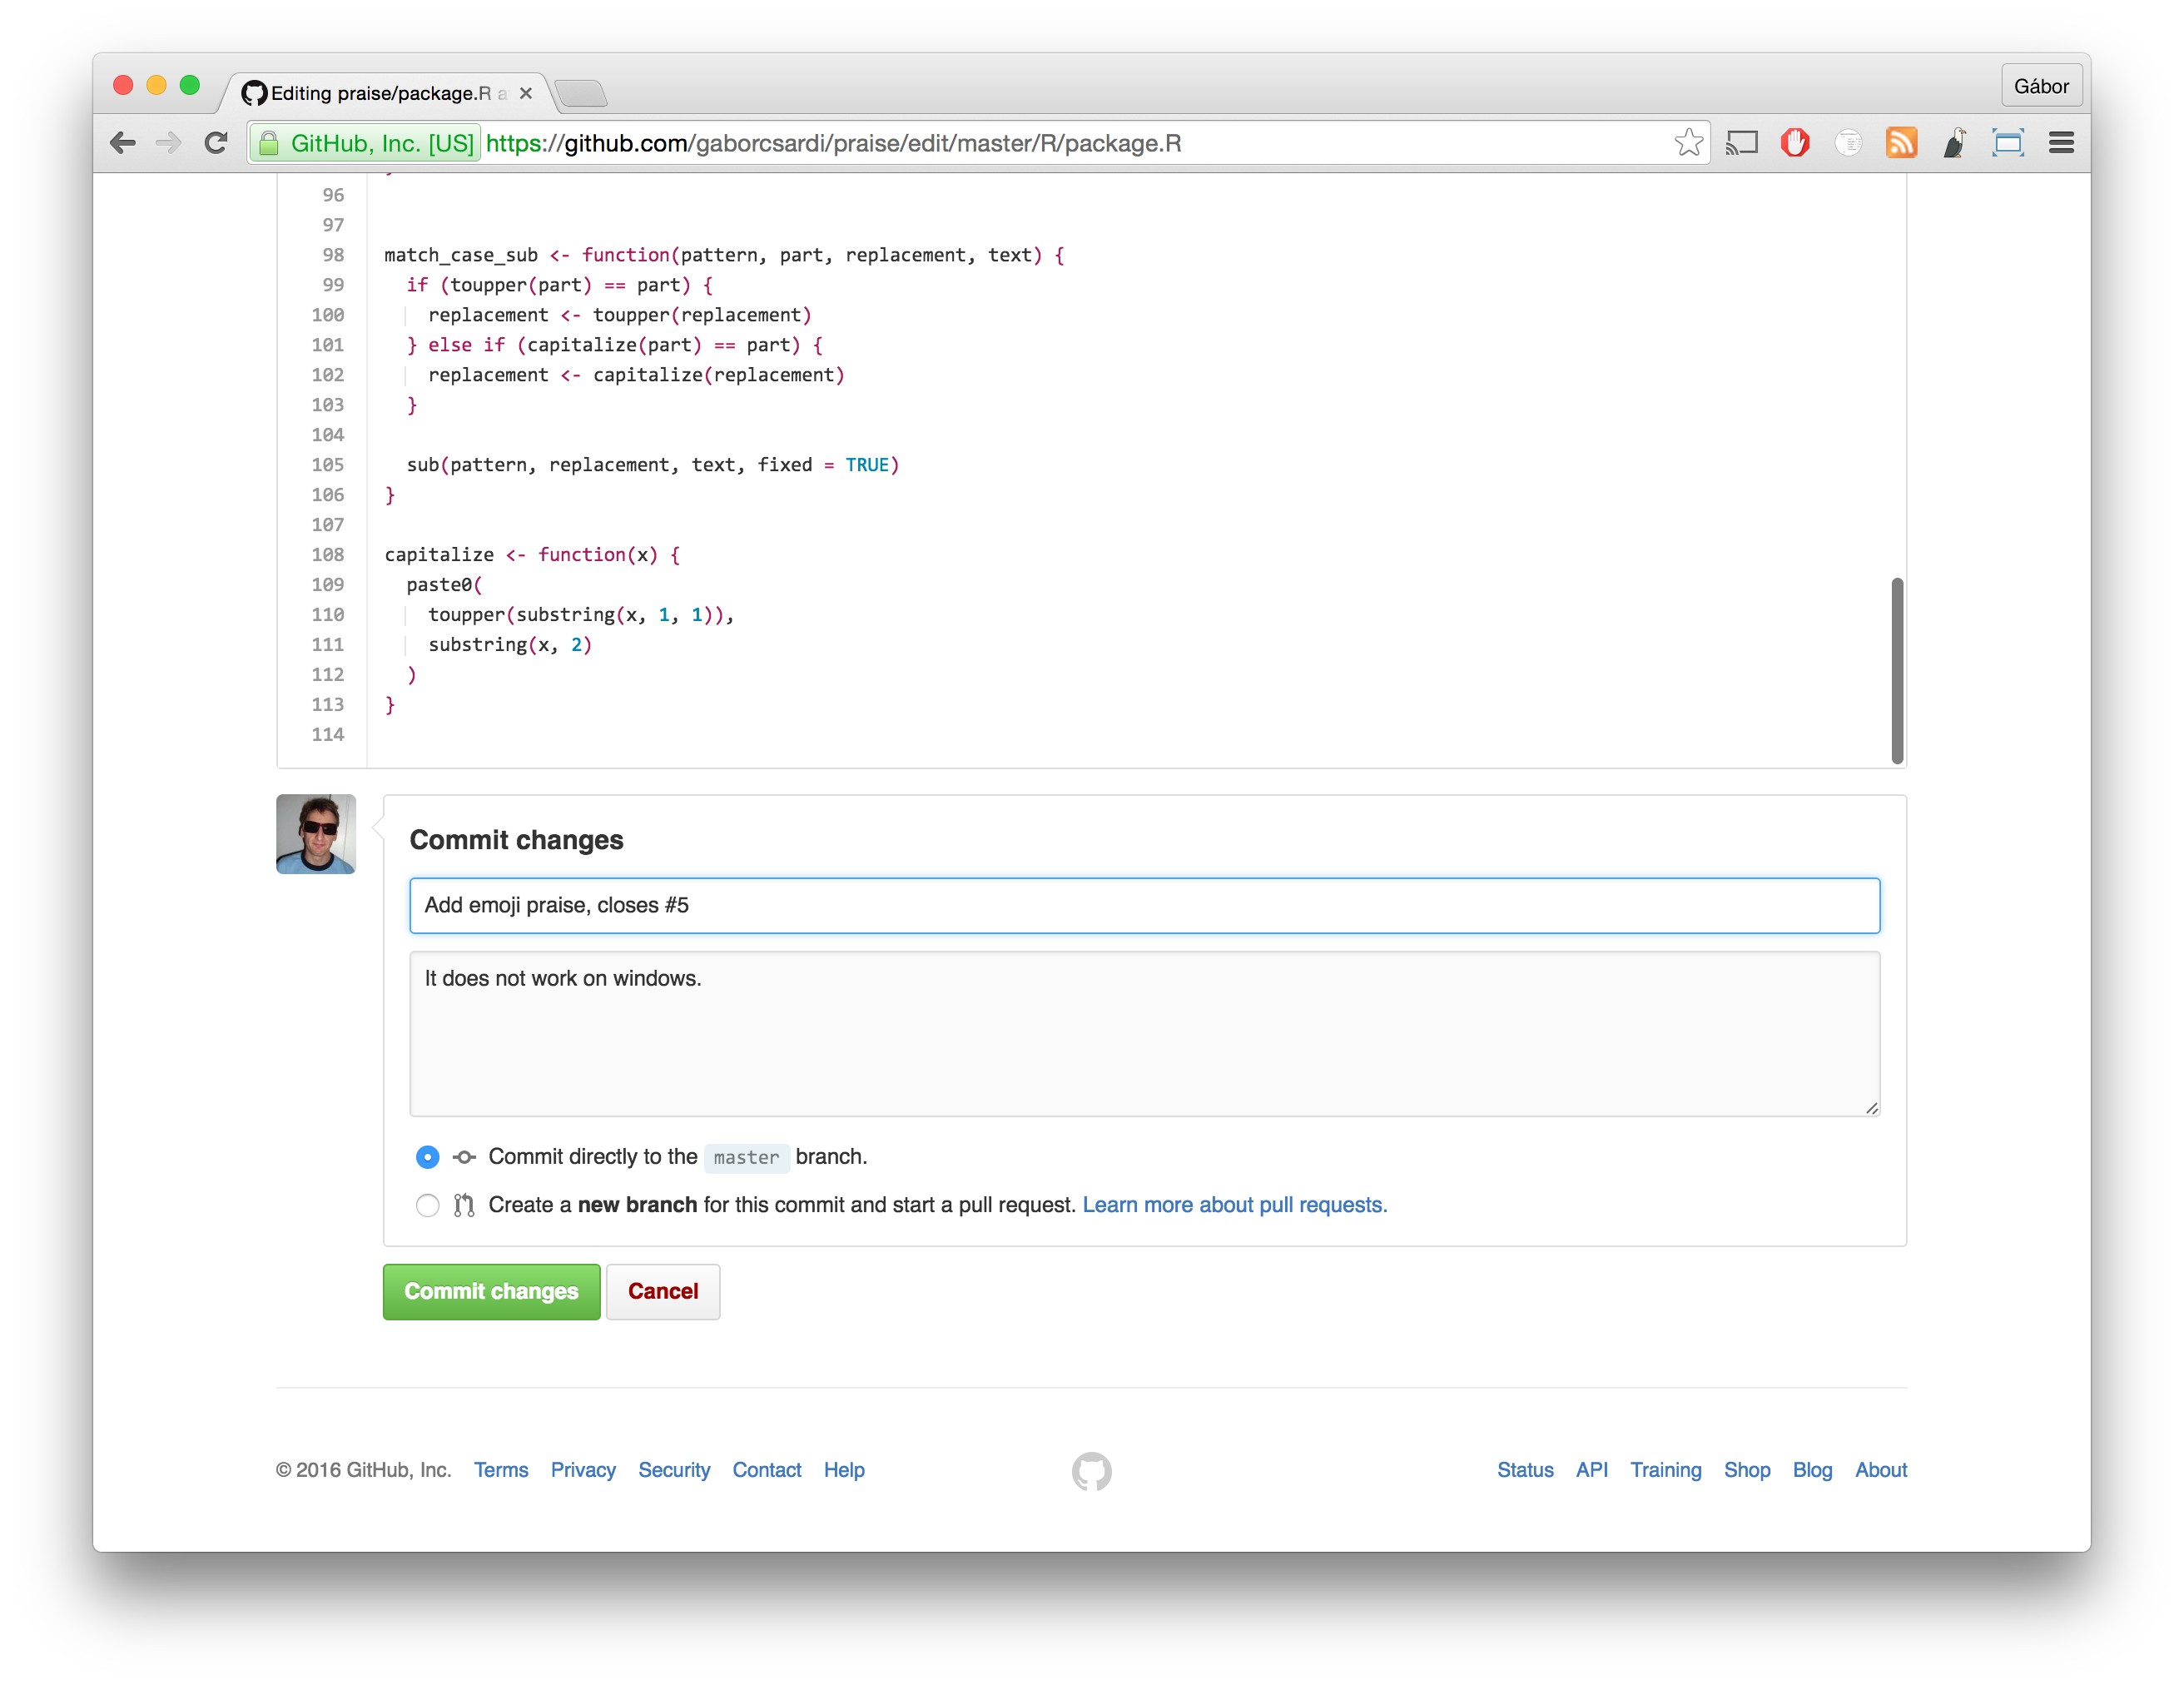 Editing praise/package.R a
Gábor
GitHub, Inc. [US] https://github.com/gaborcsardi/praise/edit/master/R/package.R
96
97
98 match_case_sub <- function(pattern, part, replacement, text) {
99 if (toupper(part) == part) {
100 replacement <- toupper(replacement)
101 } else if (capitalize(part) == part) {
102 replacement <- capitalize(replacement)
103 }
104
105 sub(pattern, replacement, text, fixed = TRUE)
106 }
107
108 capitalize <- function(x) {
109 paste0(
110 toupper(substring(x, 1, 1)),
111 substring(x, 2)
112 )
113 }
114
Commit changes
Add emoji praise, closes #5
It does not work on windows.
Commit directly to the master branch.
Create a new branch for this commit and start a pull request. Learn more about pull requests.
Commit changes Cancel
© 2016 GitHub, Inc. Terms Privacy Security Contact Help Status API Training Shop Blog About